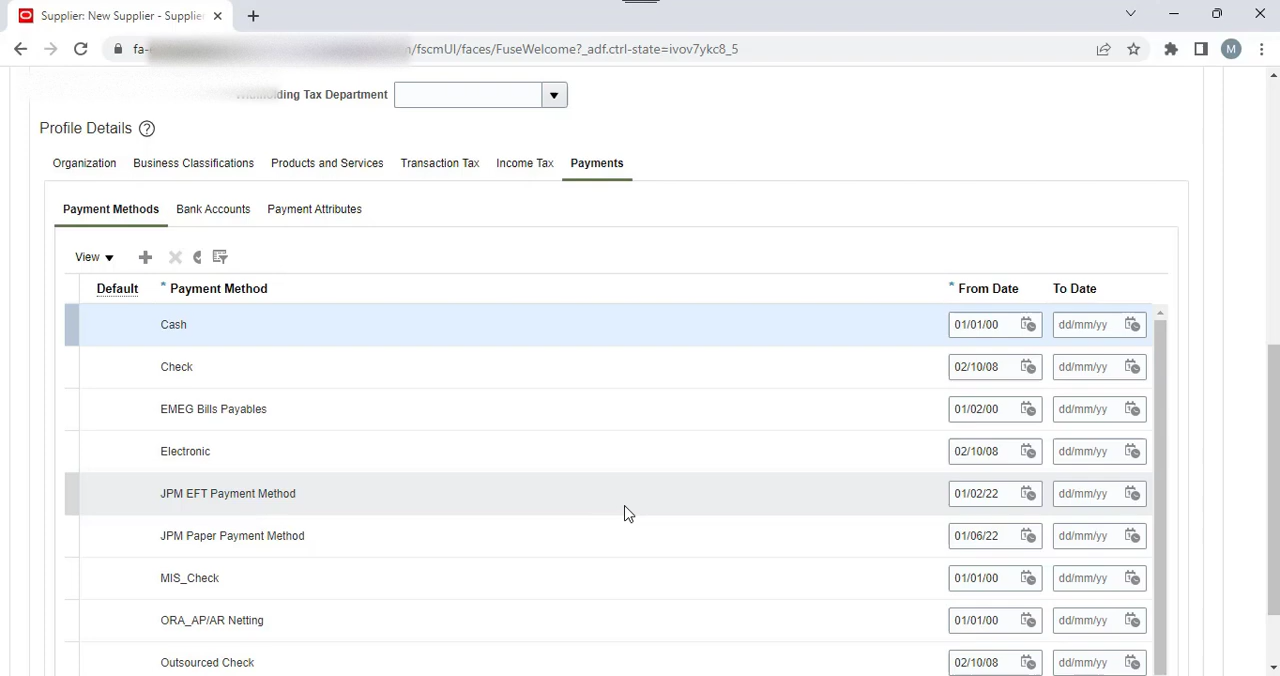 Supplier: New Supplier - Supplier
fa-
n/fscmUI/faces/FuseWelcome?_adf.ctrl-state=ivov7ykc8_5
M
Tax Department
Profile Details ?
Organization Business Classifications Products and Services Transaction Tax Income Tax Payments
Payment Methods Bank Accounts Payment Attributes
View
Default * Payment Method * From Date To Date
Cash 01/01/00 dd/mm/yy
Check 02/10/08 dd/mm/yy
EMEG Bills Payables 01/02/00 dd/mm/yy
Electronic 02/10/08 dd/mm/yy
JPM EFT Payment Method 01/02/22 dd/mm/yy
JPM Paper Payment Method 01/06/22 dd/mm/yy
MIS_Check 01/01/00 dd/mm/yy
ORA_AP/AR Netting 01/01/00 dd/mm/yy
Outsourced Check 02/10/08 dd/mm/yy